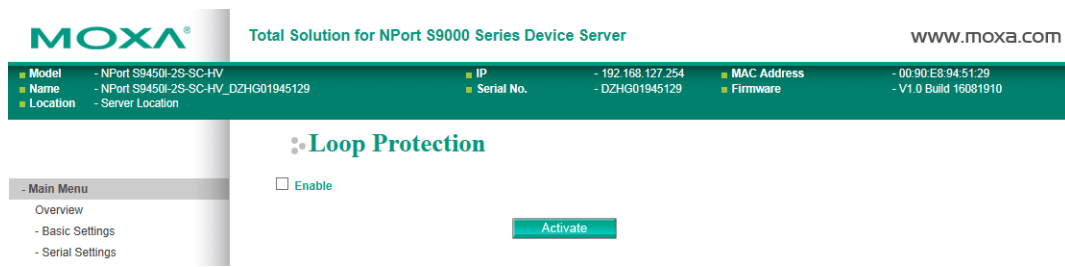 MOXA®
Total Solution for NPort S9000 Series Device Server
www.moxa.com
Model - NPort S9450I-2S-SC-HV IP - 192.168.127.254 MAC Address - 00:90:E8:94:51:29
Name - NPort S9450I-2S-SC-HV_DZHG01945129 Serial No. - DZHG01945129 Firmware - V1.0 Build 16081910
Location - Server Location
Loop Protection
- Main Menu
Enable
Overview
- Basic Settings
Activate
- Serial Settings